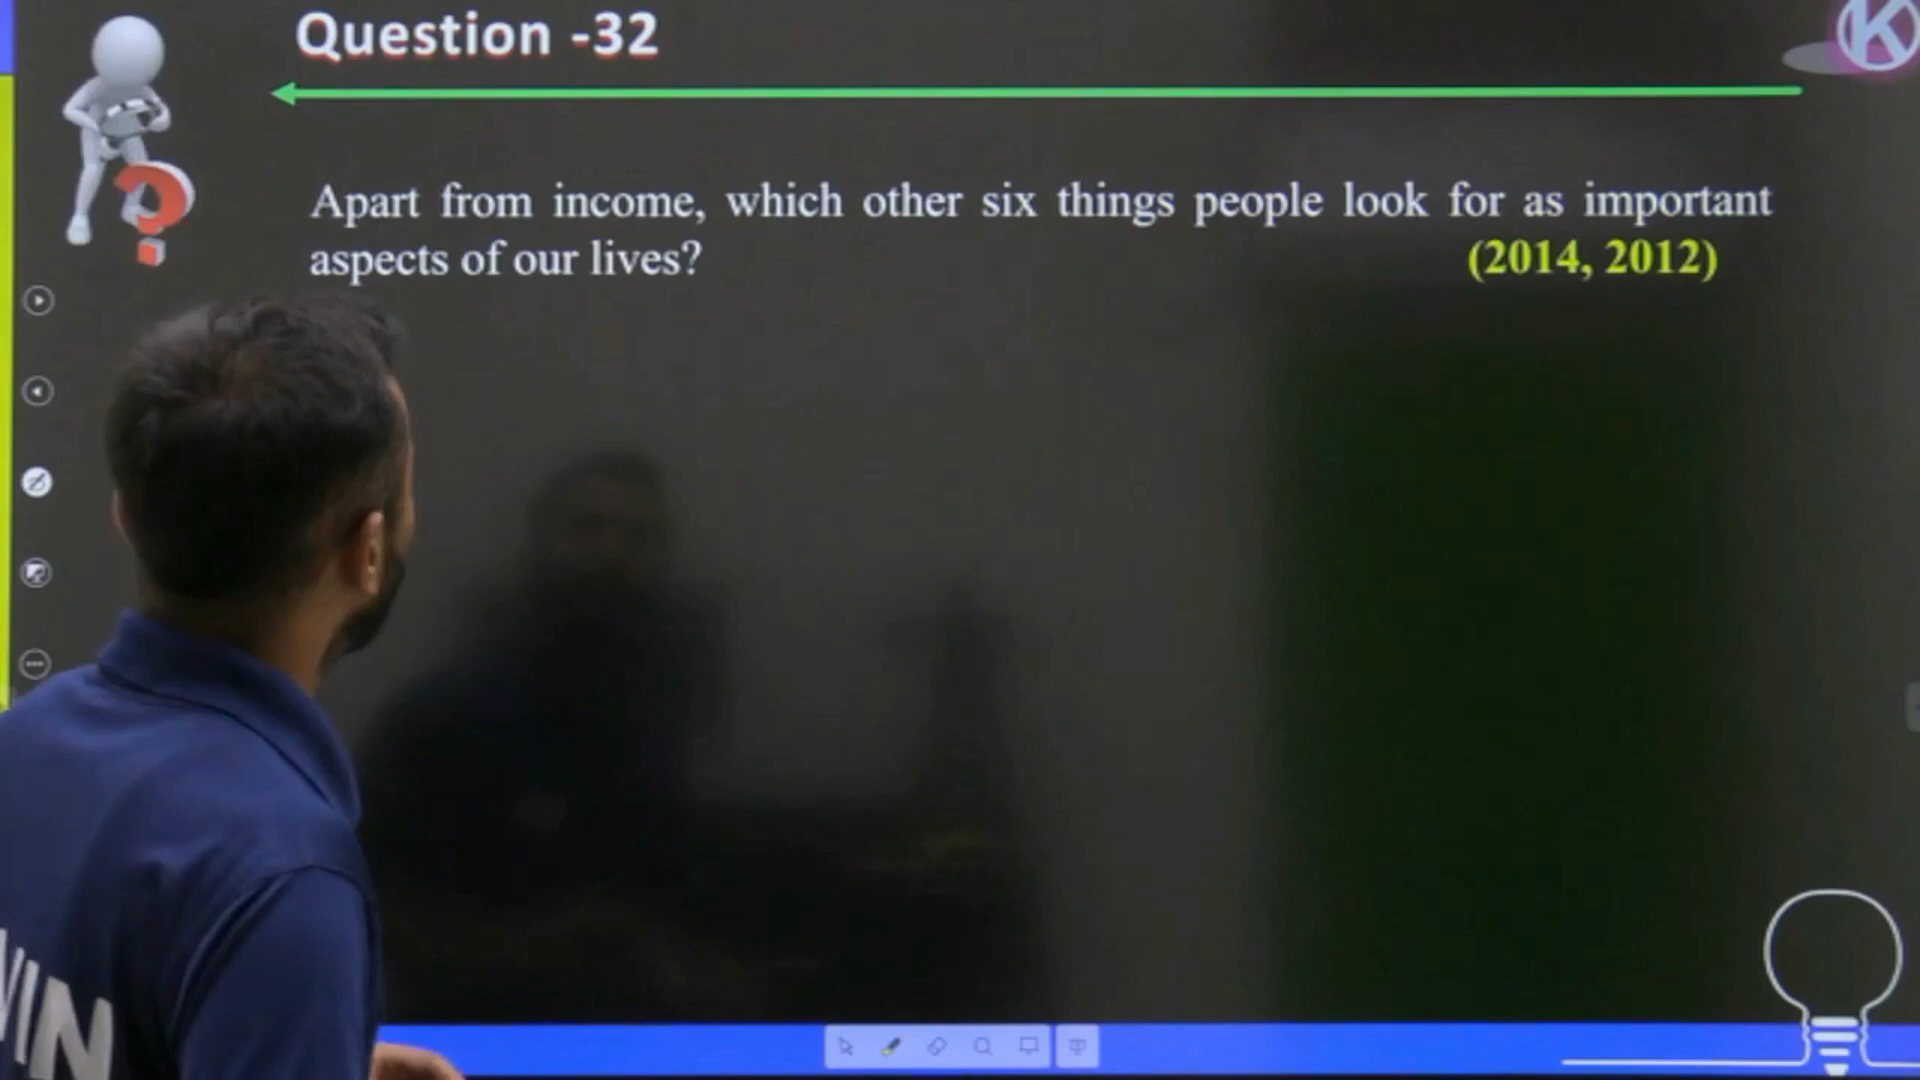 Question -32
K
Apart from income, which other six things people look for as important
aspects of our lives?
(2014, 2012)
VIN